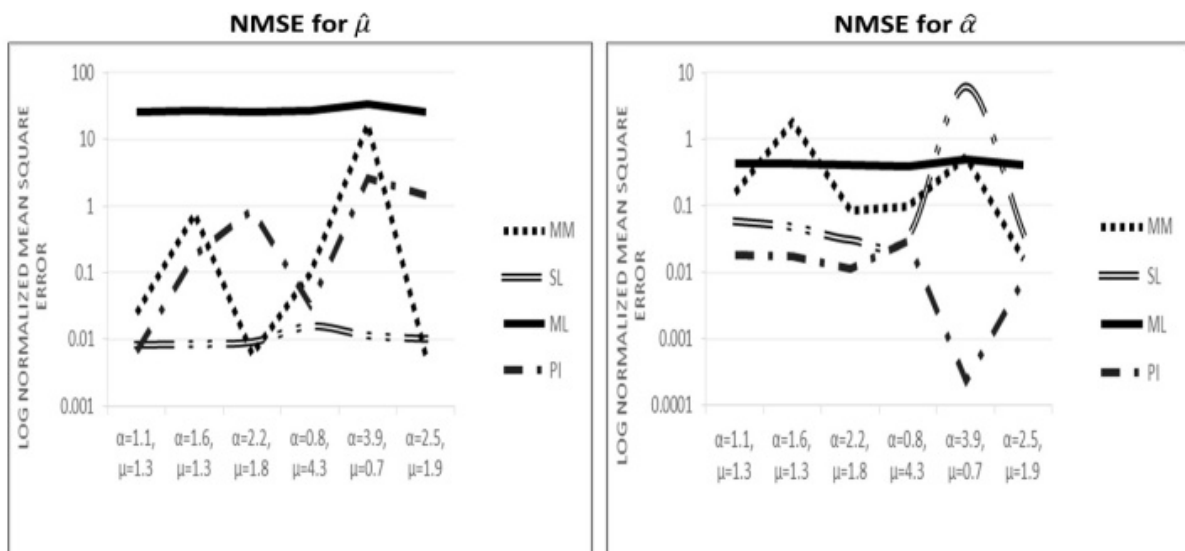 NMSE for μ̂
LOG NORMALIZED MEAN SQUARE
ERROR
100
10
1
0.1
0.01
0.001
α=1.1, α=1.6, α=2.2, α=0.8, α=3.9, α=2.5,
μ=1.3 μ=1.3 μ=1.8 μ=4.3 μ=0.7 μ=1.9
MM
SL
ML
PI
NMSE for α̂
LOG NORMALIZED MEAN SQUARE
ERROR
10
1
0.1
0.01
0.001
0.0001
α=1.1, α=1.6, α=2.2, α=0.8, α=3.9, α=2.5,
μ=1.3 μ=1.3 μ=1.8 μ=4.3 μ=0.7 μ=1.9
MM
SL
ML
PI